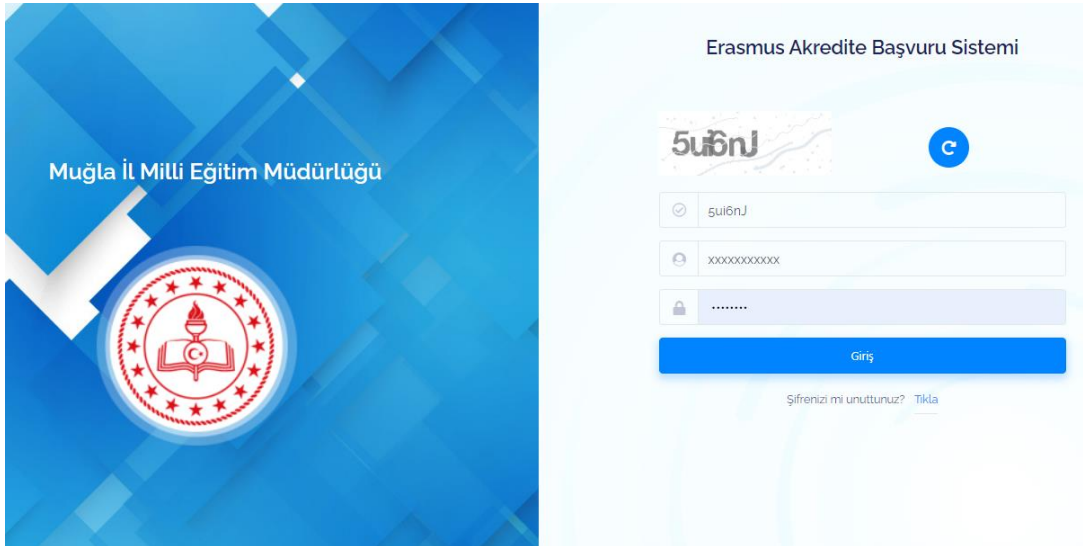 Muğla İl Milli Eğitim Müdürlüğü
Erasmus Akredite Başvuru Sistemi
5ui6nJ
5ui6nJ
xxxxxxxxxxx
••••••••
Giriş
Şifrenizi mi unuttunuz? Tıkla